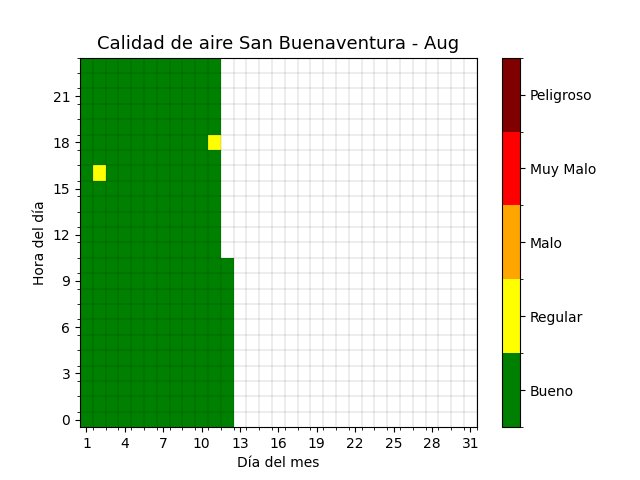 Calidad de aire San Buenaventura - Aug
Hora del día
21
18
15
12
9
6
3
0
1 4 7 10 13 16 19 22 25 28 31
Día del mes
Peligroso
Muy Malo
Malo
Regular
Bueno